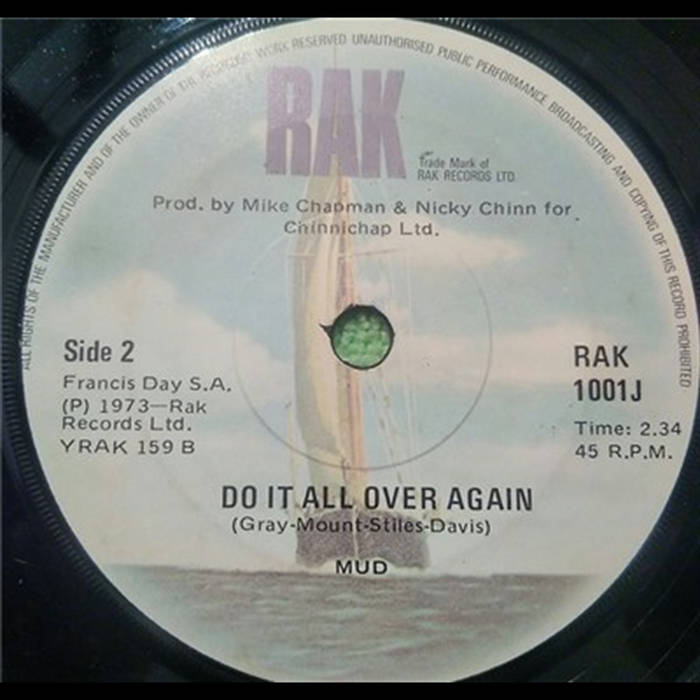 ALL RIGHTS OF THE MANUFACTURER AND OF THE OWNER OF THE RECORDED WORK RESERVED UNAUTHORISED PUBLIC PERFORMANCE BROADCASTING AND COPYING OF THIS RECORD PROHIBITED
RAK
Trade Mark of
RAK RECORDS LTD
Prod. by Mike Chapman & Nicky Chinn for
Chinnichap Ltd.
Side 2
Francis Day S.A.
(P) 1973—Rak
Records Ltd.
YRAK 159 B
RAK
1001J
Time: 2.34
45 R.P.M.
DO IT ALL OVER AGAIN
(Gray-Mount-Stiles-Davis)
MUD